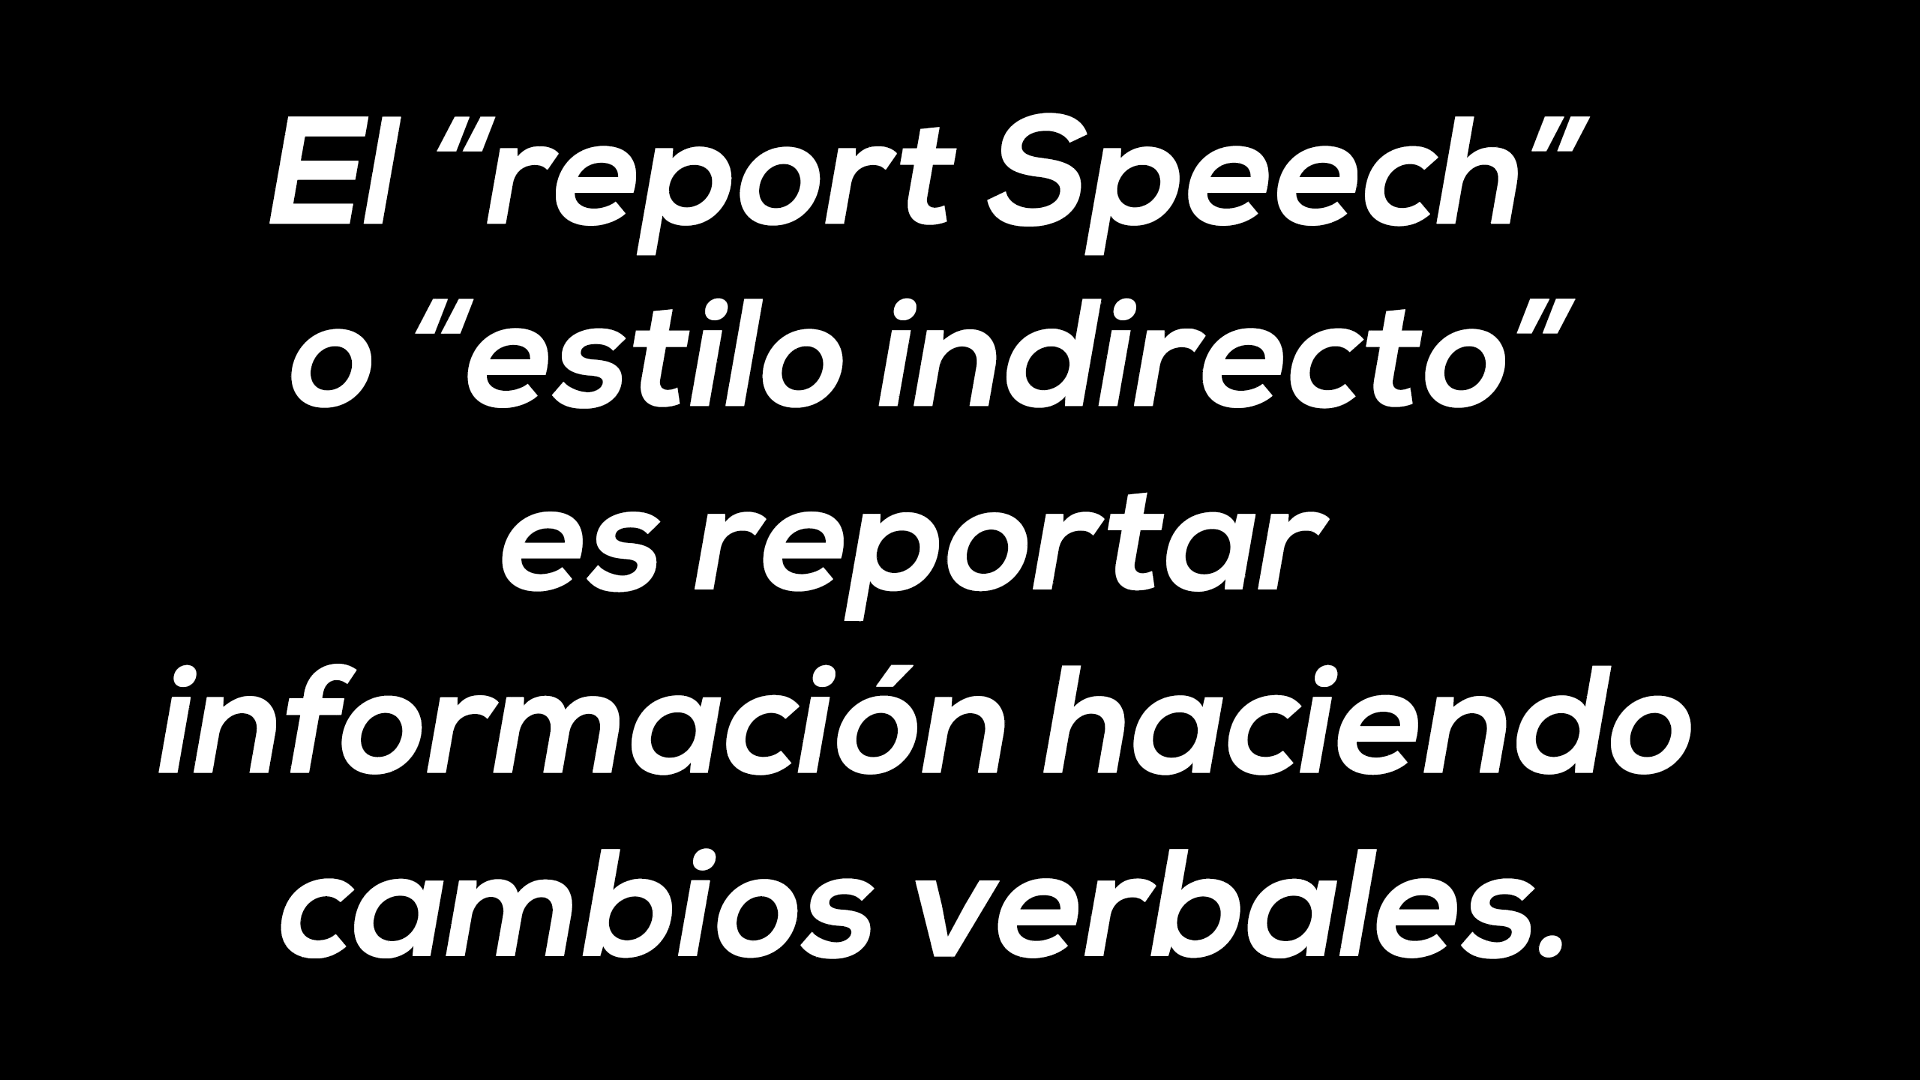 El “report Speech”
o “estilo indirecto”
es reportar
información haciendo
cambios verbales.